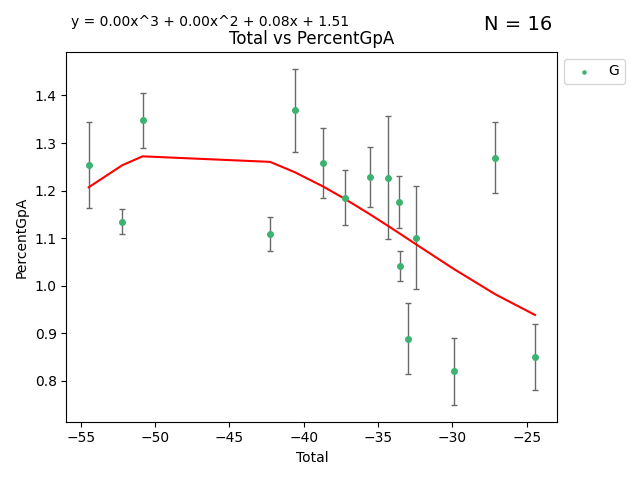 y = 0.00x^3 + 0.00x^2 + 0.08x + 1.51
N = 16
Total vs PercentGpA
G
PercentGpA
1.4
1.3
1.2
1.1
1.0
0.9
0.8
−55 −50 −45 −40 −35 −30 −25
Total